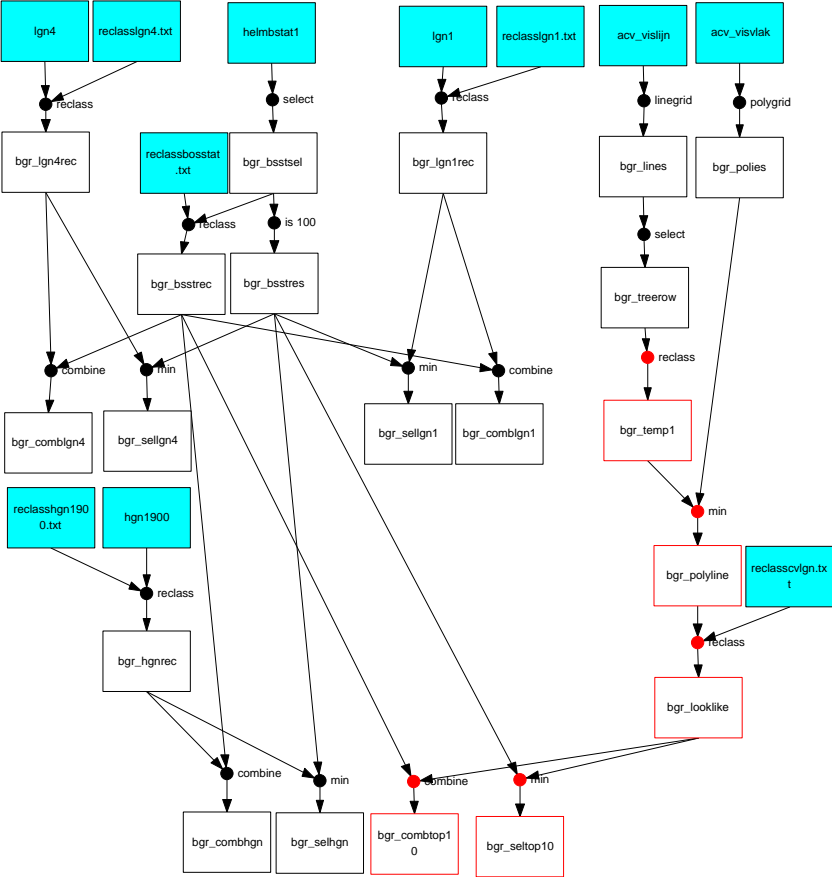 lgn4
reclasslgn4.txt
helmbstat1
lgn1
reclasslgn1.txt
acv_vislijn
acv_visvlak
reclass
select
reclass
linegrid
polygrid
bgr_lgn4rec
reclassbosstat
.txt
bgr_bsstsel
bgr_lgn1rec
bgr_lines
bgr_polies
reclass
is 100
select
bgr_bsstrec
bgr_bsstres
bgr_treerow
reclass
combine
min
min
combine
bgr_comblgn4
bgr_sellgn4
bgr_sellgn1
bgr_comblgn1
bgr_temp1
reclasshgn190
0.txt
hgn1900
min
bgr_polyline
reclasscvlgn.tx
t
reclass
reclass
bgr_hgnrec
bgr_looklike
combine
min
combine
min
bgr_combhgn
bgr_selhgn
bgr_combtop1
0
bgr_seltop10